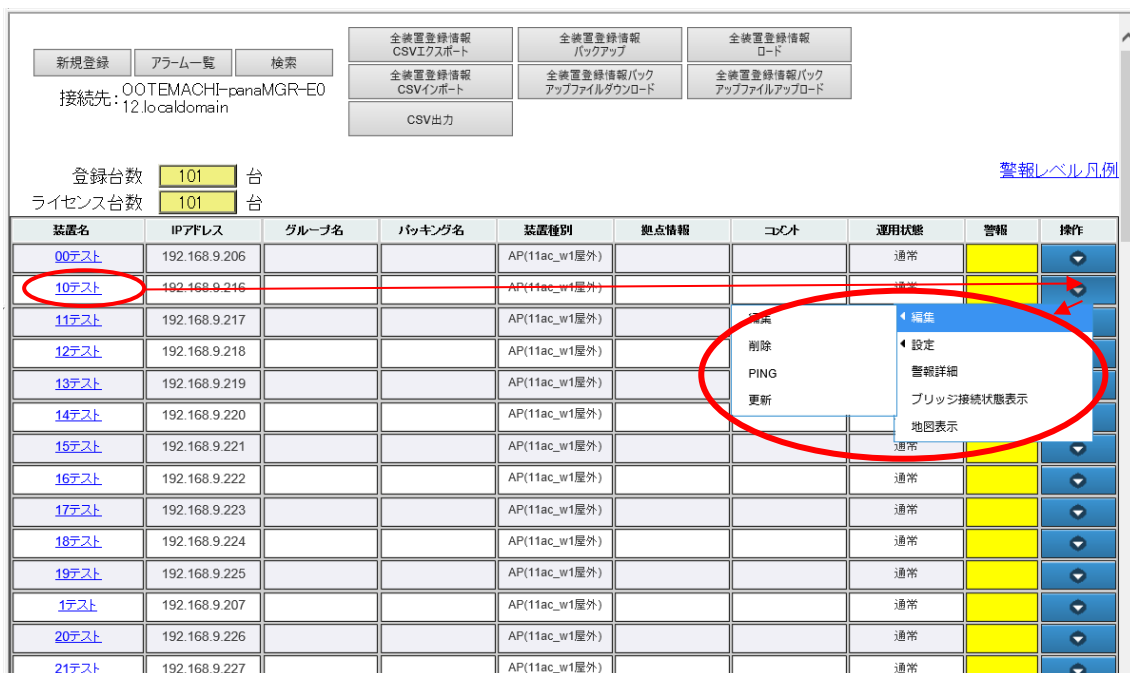 全装置登録情報
CSVエクスポート
全装置登録情報
バックアップ
全装置登録情報
ロード
新規登録
アラーム一覧
検索
全装置登録情報
CSVインポート
全装置登録情報バック
アップファイルダウンロード
全装置登録情報バック
アップファイルアップロード
接続先: OOTEMACHI-panaMGR-E0
12.localdomain
CSV出力
警報レベル凡例
登録台数 101 台
ライセンス台数 101 台
装置名 IPアドレス グループ名 パッキング名 装置種別 拠点情報 コメント 運用状態 警報 操作
00テスト 192.168.9.206 AP(11ac_w1屋外) 通常
10テスト 192.168.9.216 AP(11ac_w1屋外) 通常
11テスト 192.168.9.217 AP(11ac_w1屋外) 編集 編集
12テスト 192.168.9.218 AP(11ac_w1屋外) 削除 設定
13テスト 192.168.9.219 AP(11ac_w1屋外) PING 警報詳細
14テスト 192.168.9.220 AP(11ac_w1屋外) 更新 ブリッジ接続状態表示
地図表示
15テスト 192.168.9.221 AP(11ac_w1屋外) 通常
16テスト 192.168.9.222 AP(11ac_w1屋外) 通常
17テスト 192.168.9.223 AP(11ac_w1屋外) 通常
18テスト 192.168.9.224 AP(11ac_w1屋外) 通常
19テスト 192.168.9.225 AP(11ac_w1屋外) 通常
1テスト 192.168.9.207 AP(11ac_w1屋外) 通常
20テスト 192.168.9.226 AP(11ac_w1屋外) 通常
21テスト 192.168.9.227 AP(11ac_w1屋外) 通常